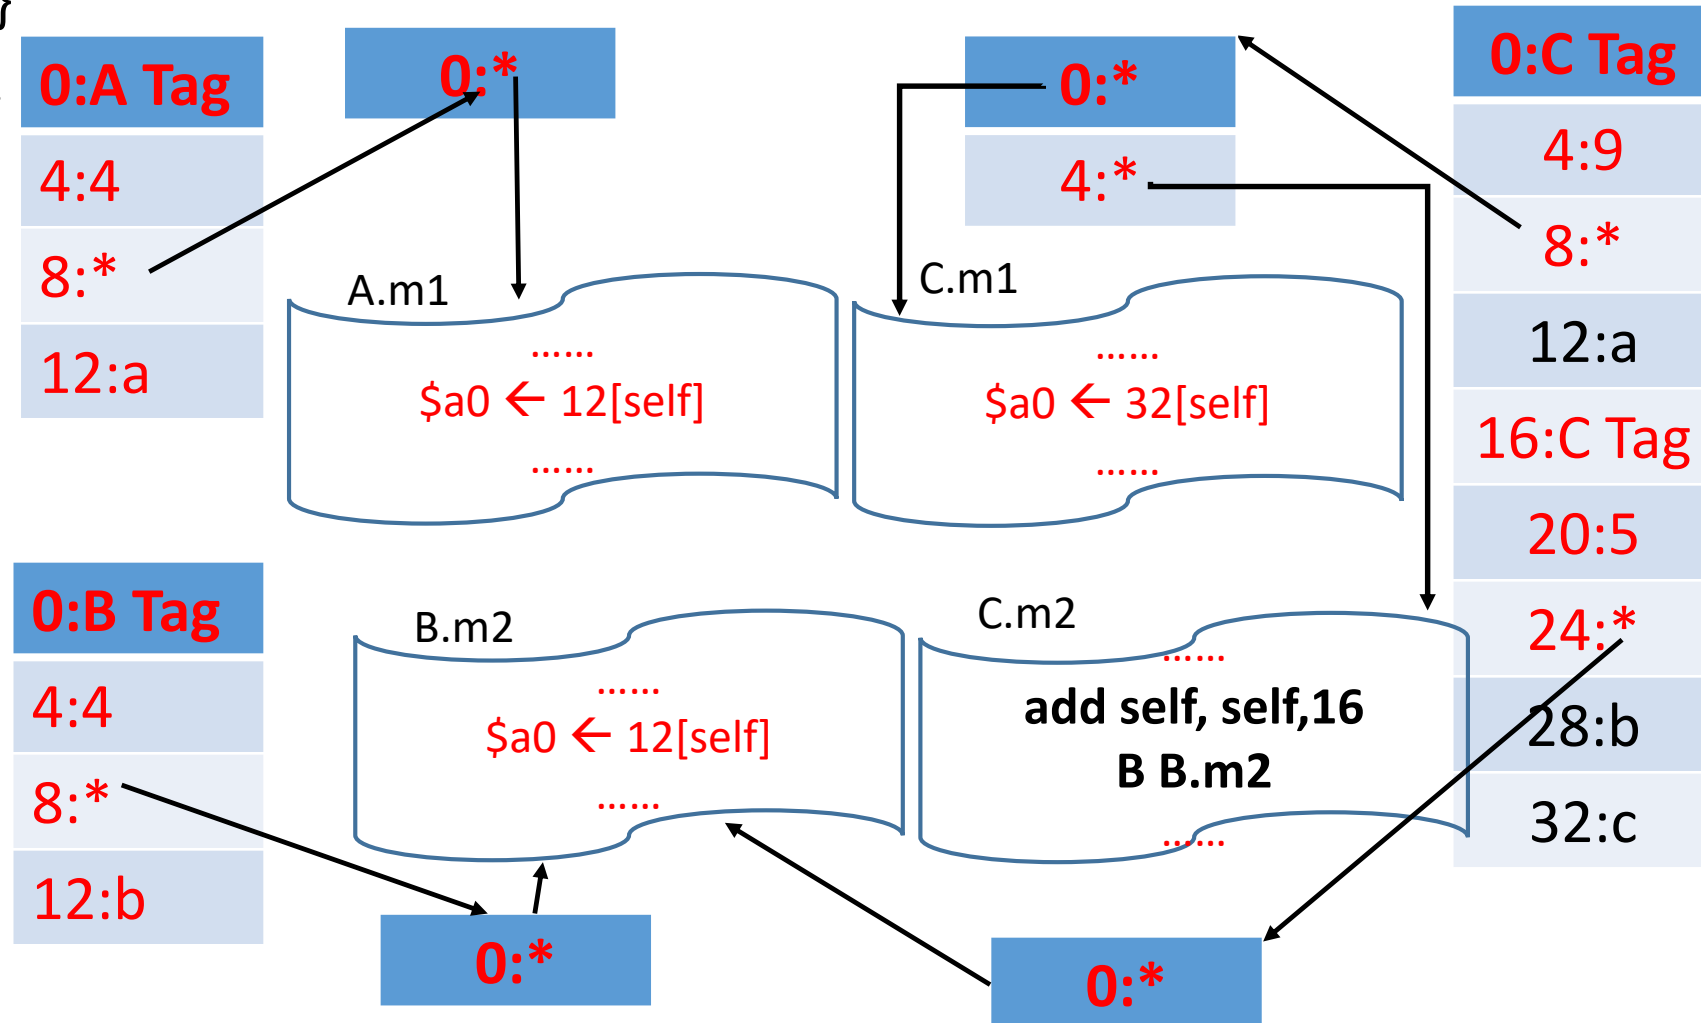 }
0:A Tag
4:4
8:*
12:a
0:*
0:*
4:*
0:C Tag
4:9
8:*
12:a
16:C Tag
20:5
24:*
28:b
32:c
A.m1
......
$a0 ← 12[self]
......
C.m1
......
$a0 ← 32[self]
......
0:B Tag
4:4
8:*
12:b
B.m2
......
$a0 ← 12[self]
......
C.m2
......
add self, self,16
B B.m2
......
0:*
0:*